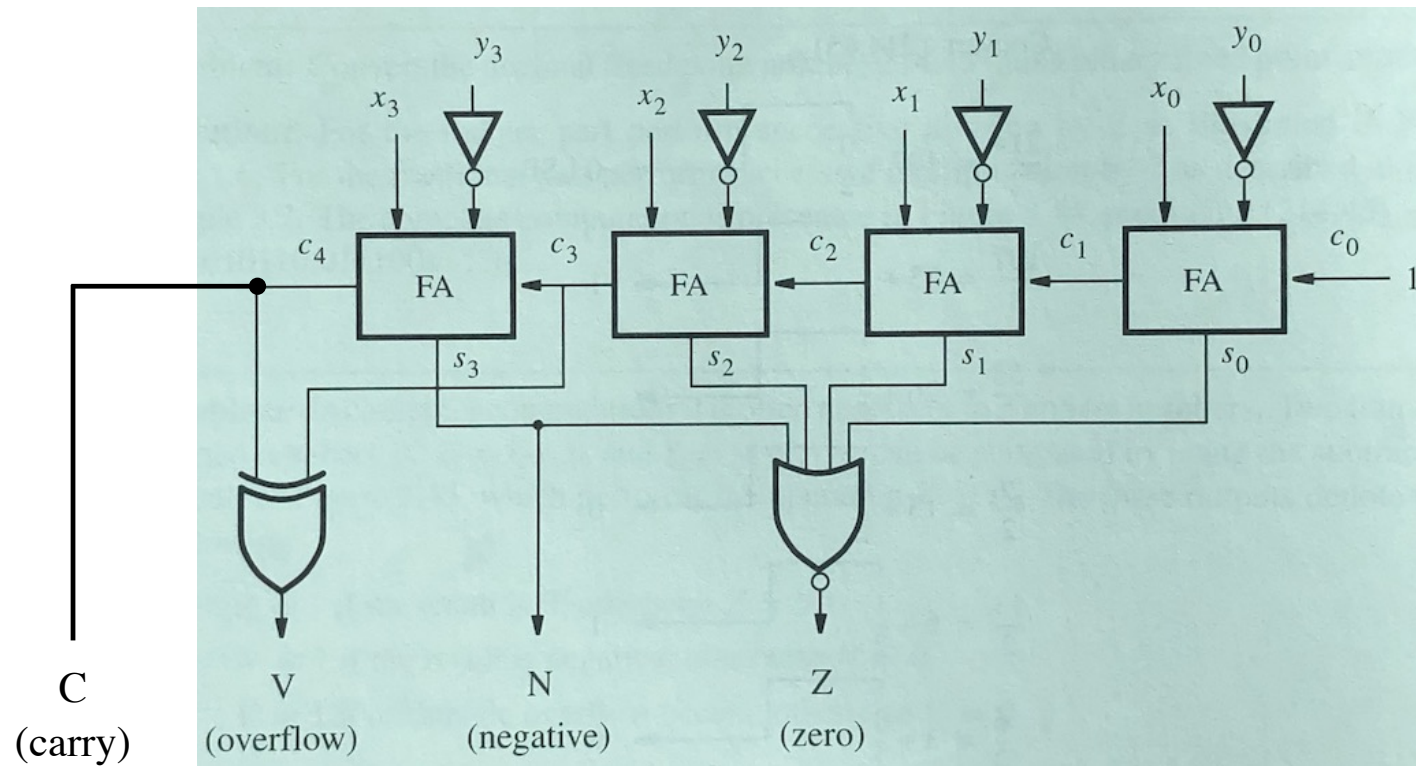 y3 y2 y1 y0
x3 x2 x1 x0
c4 c3 c2 c1 c0
FA FA FA FA 1
s3 s2 s1 s0
C V N Z
(carry) (overflow) (negative) (zero)